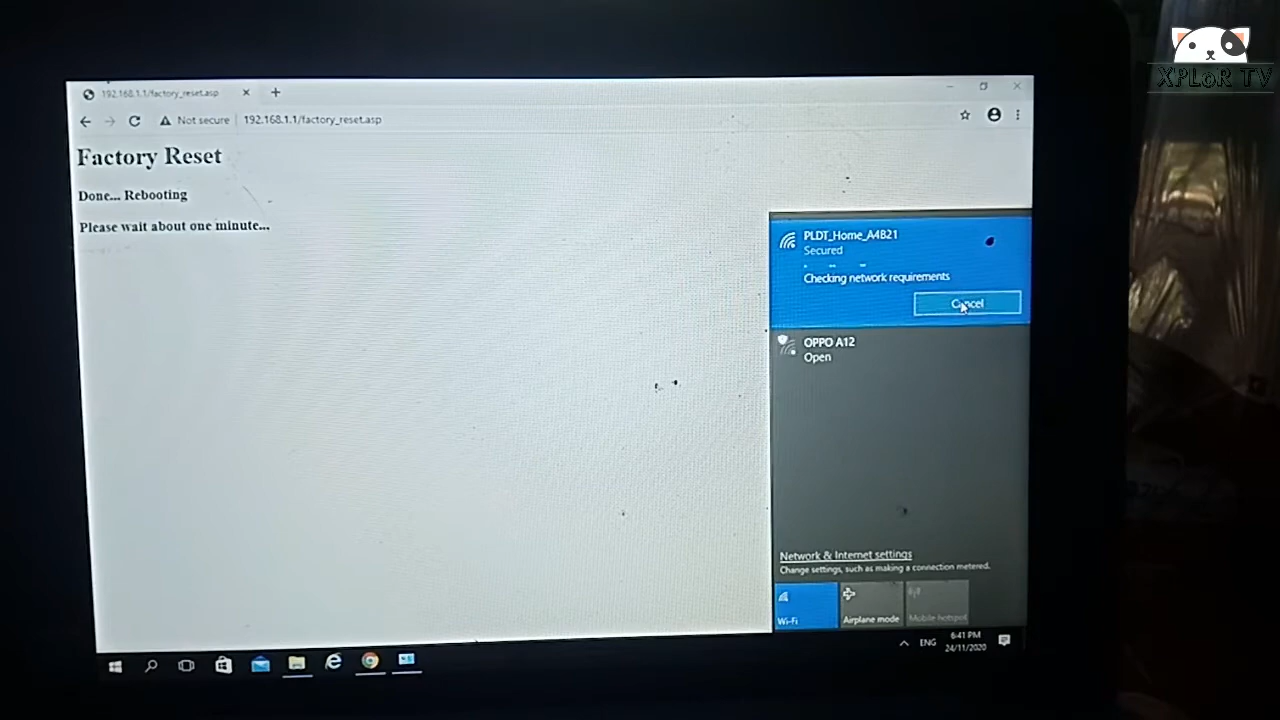 XPLoR TV
192.168.1.1/factory_reset.asp
Not secure
192.168.1.1/factory_reset.asp
Factory Reset
Done... Rebooting
Please wait about one minute...
PLDT_Home_A4B21
Secured
Checking network requirements
Cancel
OPPO A12
Open
Network & Internet settings
Change settings, such as making a connection metered.
Wi-Fi
Airplane mode
Mobile hotspot
ENG
6:41 PM
24/11/2020